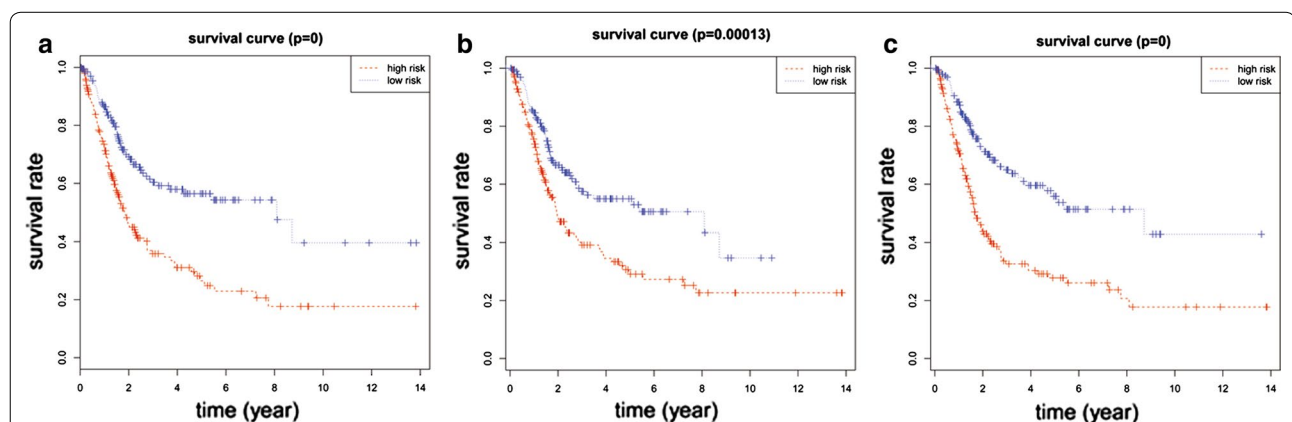 a
survival curve (p=0)
high risk
low risk
survival rate
1.0
0.8
0.6
0.4
0.2
0.0
0 2 4 6 8 10 12 14
time (year)
b
survival curve (p=0.00013)
high risk
low risk
survival rate
1.0
0.8
0.6
0.4
0.2
0.0
0 2 4 6 8 10 12 14
time (year)
c
survival curve (p=0)
high risk
low risk
survival rate
1.0
0.8
0.6
0.4
0.2
0.0
0 2 4 6 8 10 12 14
time (year)